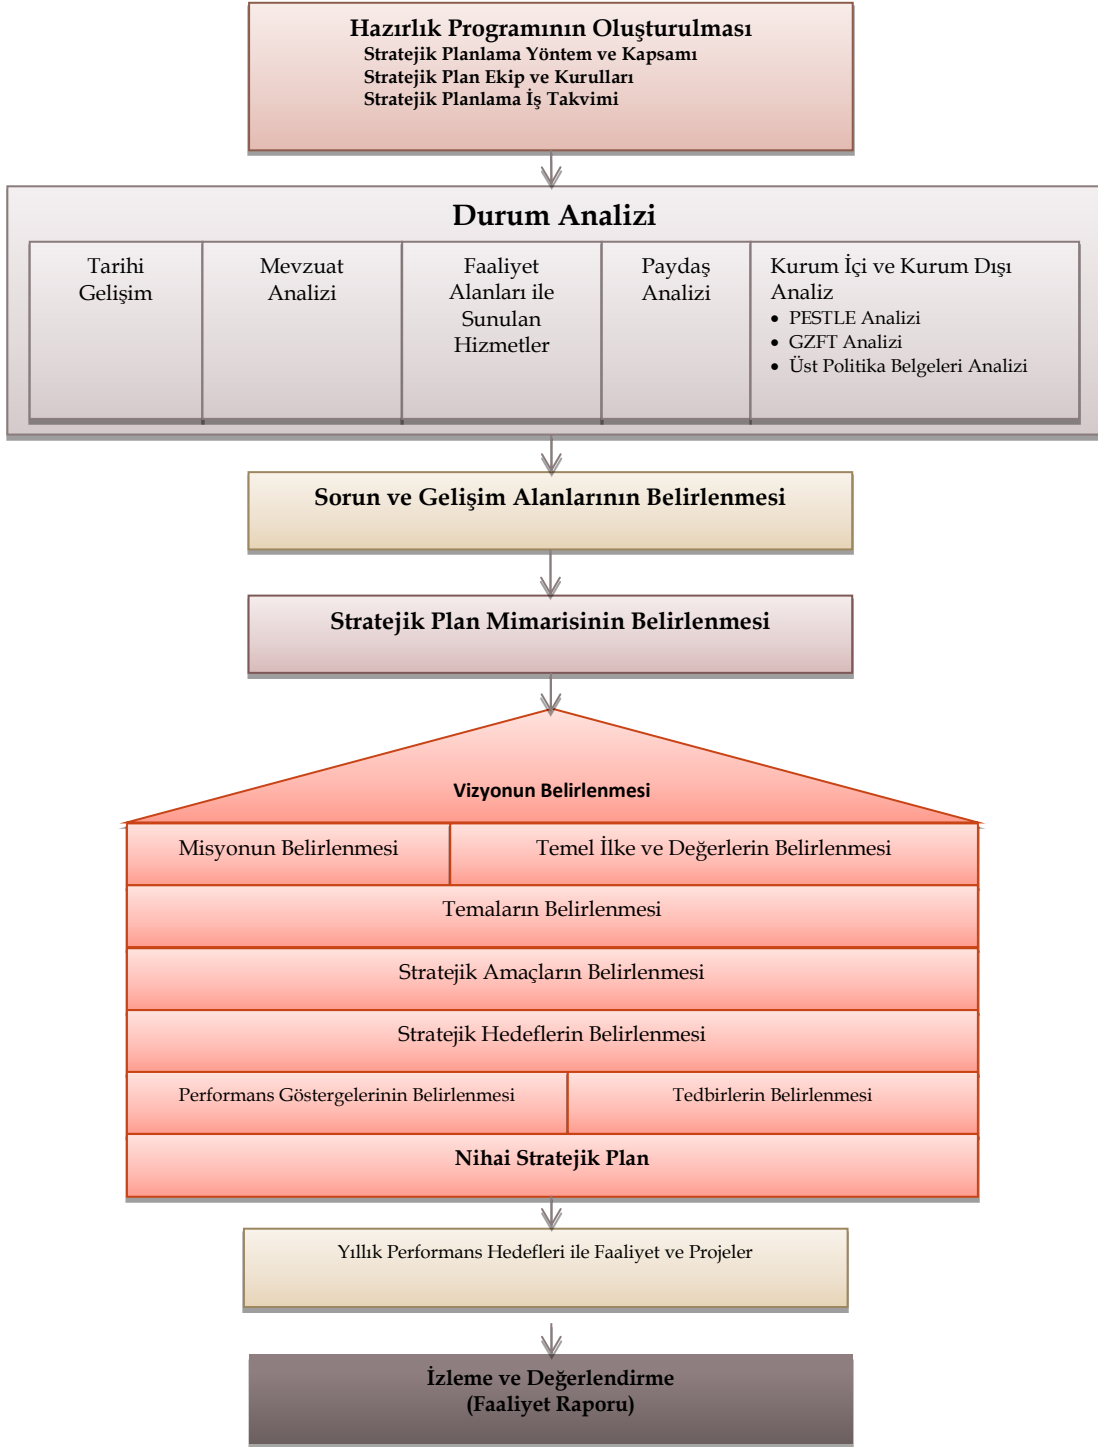 Hazırlık Programının Oluşturulması
Stratejik Planlama Yöntem ve Kapsamı
Stratejik Plan Ekip ve Kurulları
Stratejik Planlama İş Takvimi
Durum Analizi
Tarihi
Gelişim
Mevzuat
Analizi
Faaliyet
Alanları ile
Sunulan
Hizmetler
Paydaş
Analizi
Kurum İçi ve Kurum Dışı
Analiz
• PESTLE Analizi
• GZFT Analizi
• Üst Politika Belgeleri Analizi
Sorun ve Gelişim Alanlarının Belirlenmesi
Stratejik Plan Mimarisinin Belirlenmesi
Vizyonun Belirlenmesi
Misyonun Belirlenmesi
Temel İlke ve Değerlerin Belirlenmesi
Temaların Belirlenmesi
Stratejik Amaçların Belirlenmesi
Stratejik Hedeflerin Belirlenmesi
Performans Göstergelerinin Belirlenmesi
Tedbirlerin Belirlenmesi
Nihai Stratejik Plan
Yıllık Performans Hedefleri ile Faaliyet ve Projeler
İzleme ve Değerlendirme
(Faaliyet Raporu)